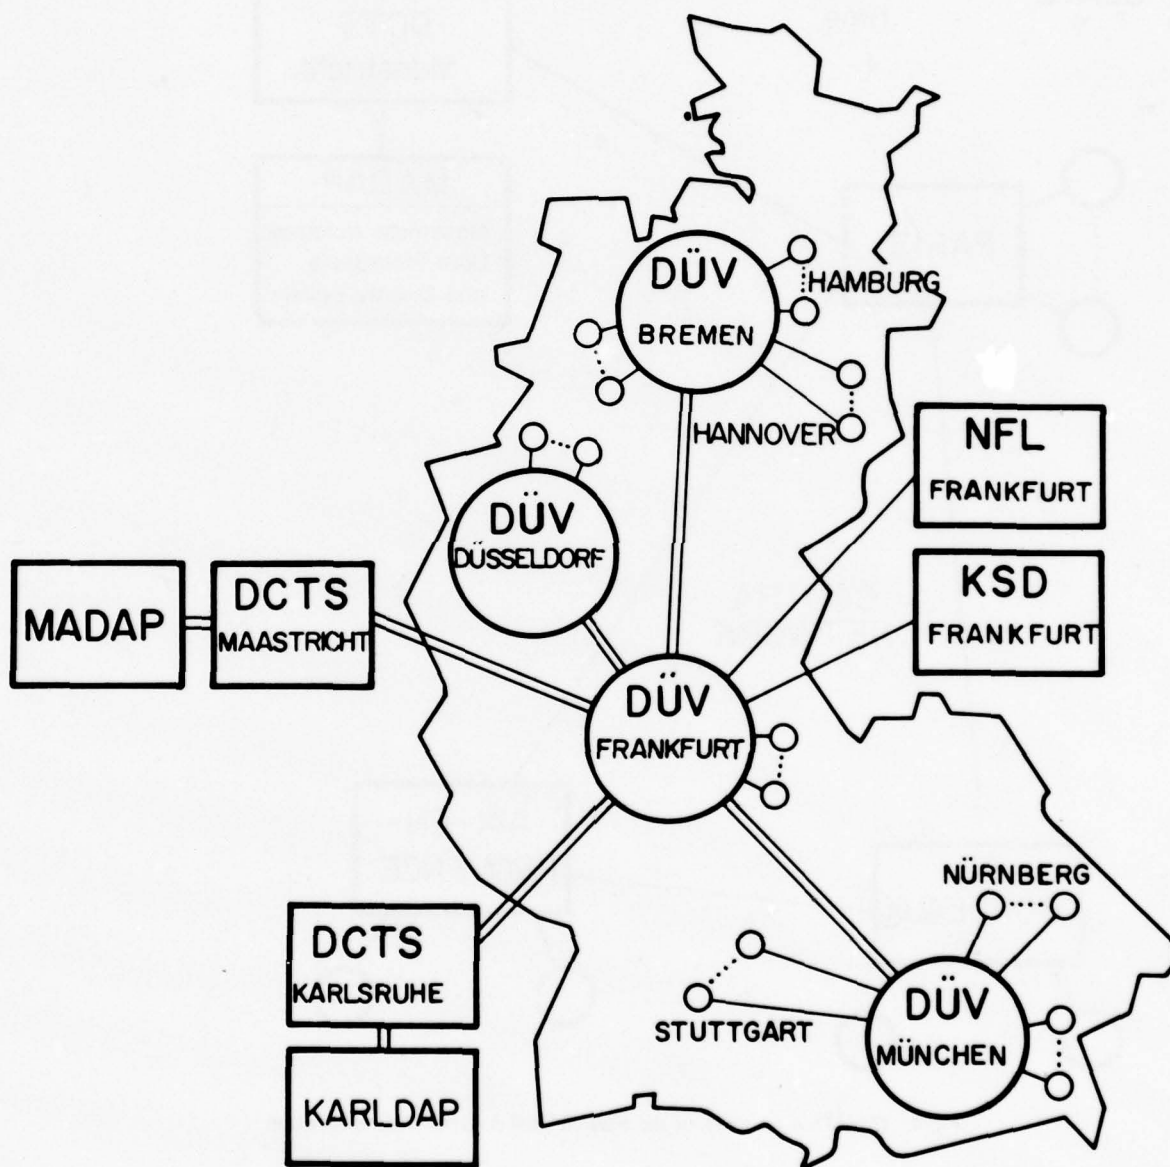 DÜV
BREMEN
HAMBURG
HANNOVER
NFL
FRANKFURT
DÜV
DÜSSELDORF
KSD
FRANKFURT
MADAP
DCTS
MAASTRICHT
DÜV
FRANKFURT
NÜRNBERG
DCTS
KARLSRUHE
STUTTGART
DÜV
MÜNCHEN
KARLDAP